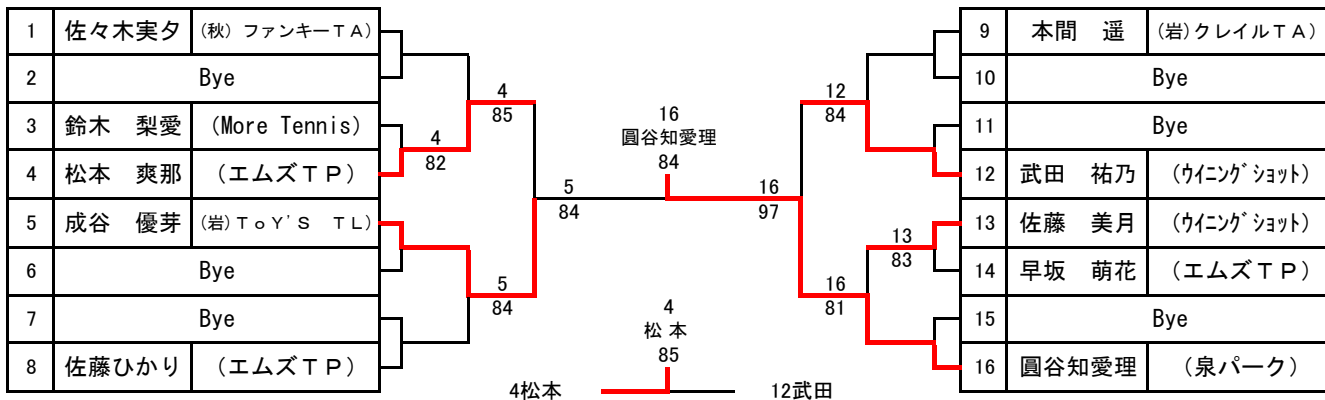 1 佐々木実夕 (秋) ファンキーTA)
2 Bye
3 鈴木 梨愛 (More Tennis)
4 松本 爽那 (エムズTP)
5 成谷 優芽 (岩)ToY'S TL)
6 Bye
7 Bye
8 佐藤ひかり (エムズTP)
4
82
4
85
5
84
5
84
16
圓谷知愛理
84
16
97
4
松本
85
4松本
12武田
12
84
13
83
16
81
9 本間 遥 (岩)クレイルTA)
10 Bye
11 Bye
12 武田 祐乃 (ウイニングショット)
13 佐藤 美月 (ウイニングショット)
14 早坂 萌花 (エムズTP)
15 Bye
16 圓谷知愛理 (泉パーク)